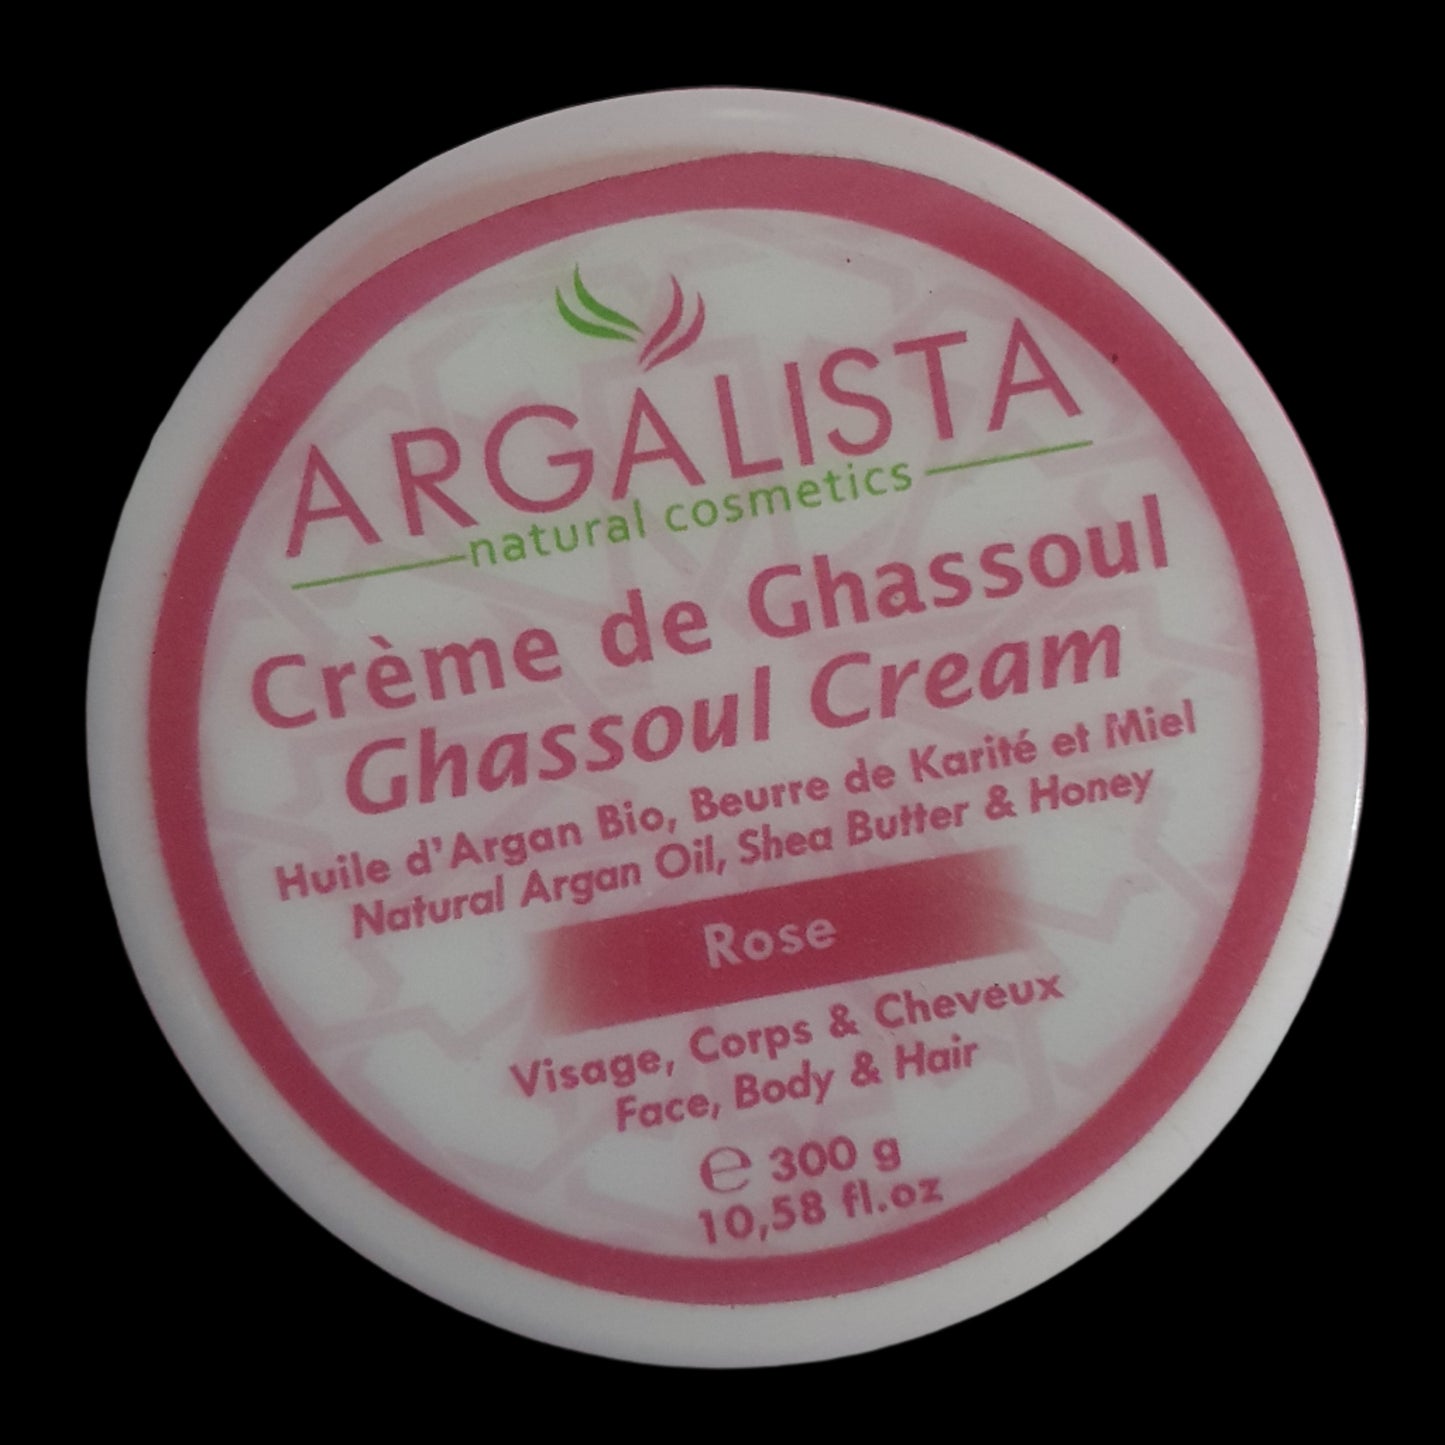 ARGALISTA
natural cosmetics
Crème de Ghassoul
Ghassoul Cream
Huile d'Argan Bio, Beurre de Karité et Miel
Natural Argan Oil, Shea Butter & Honey
Rose
Visage, Corps & Cheveux
Face, Body & Hair
℮ 300 g
10,58 fl.oz